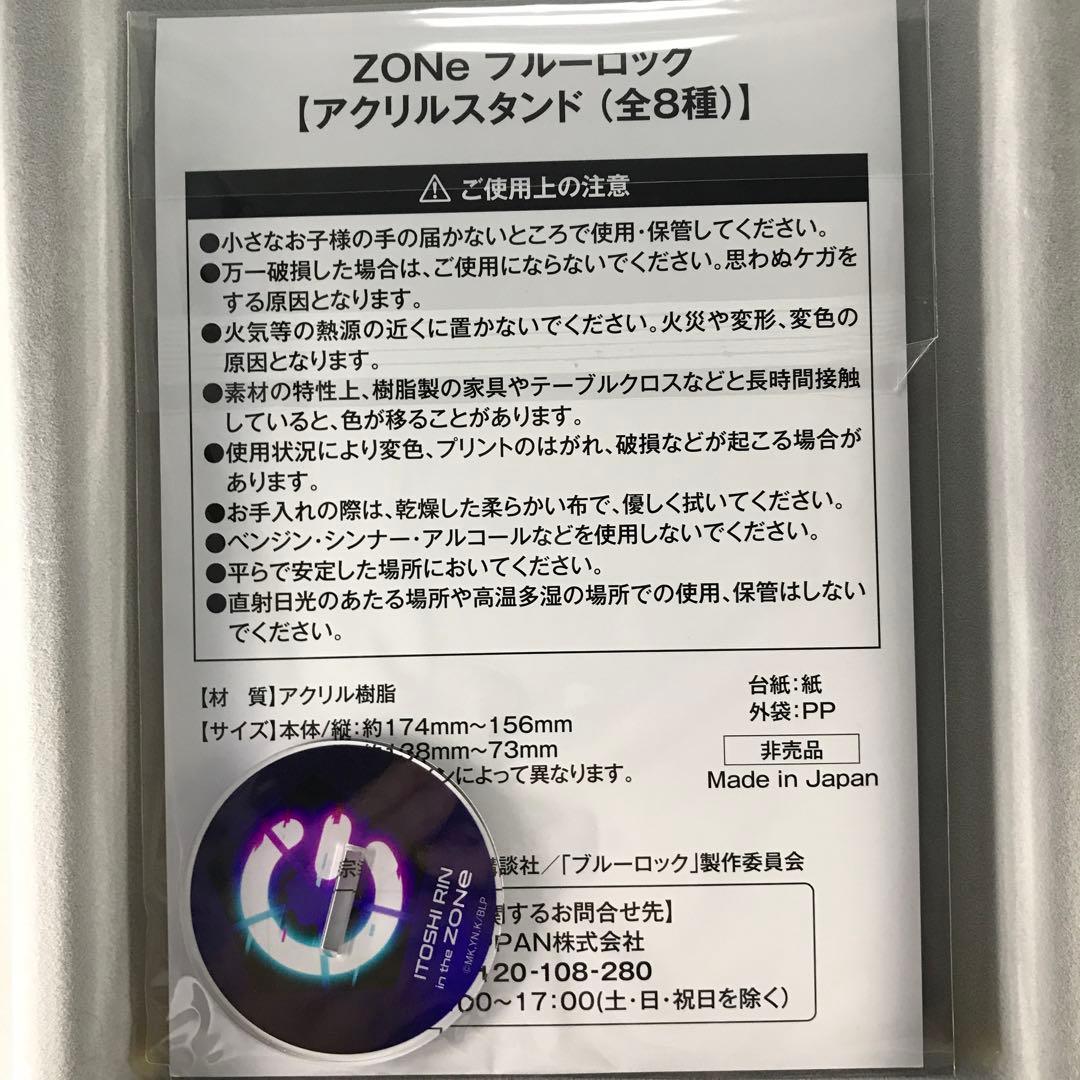 ZONe ブルーロック
【アクリルスタンド（全8種）】
ご使用上の注意
●小さなお子様の手の届かないところで使用・保管してください。
●万一破損した場合は、ご使用にならないでください。思わぬケガを
する原因となります。
●火気等の熱源の近くに置かないでください。火災や変形、変色の
原因となります。
●素材の特性上、樹脂製の家具やテーブルクロスなどと長時間接触
していると、色が移ることがあります。
●使用状況により変色、プリントのはがれ、破損などが起こる場合が
あります。
●お手入れの際は、乾燥した柔らかい布で、優しく拭いてください。
●ベンジン・シンナー・アルコールなどを使用しないでください。
●平らで安定した場所においてください。
●直射日光のあたる場所や高温多湿の場所での使用、保管はしない
でください。
【材　質】アクリル樹脂
【サイズ】本体/縦：約174mm〜156mm
38mm〜73mm
によって異なります。
台紙：紙
外袋：PP
非売品
Made in Japan
宗
講談社／「ブルーロック」製作委員会
関するお問合せ先】
PAN株式会社
120-108-280
:00〜17:00(土・日・祝日を除く)
ITOSHI RIN
in the ZONe
©MK,YN,K/BLP